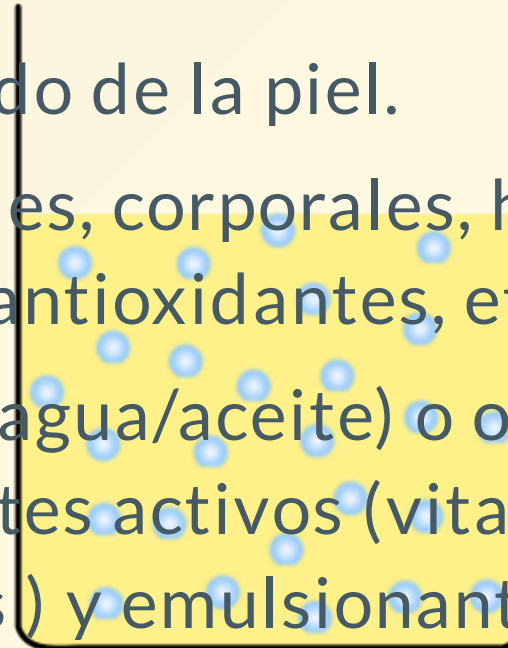 do de la piel.
es, corporales, h
antioxidantes, e
agua/aceite) o o
tes activos (vita
s ) y emulsionant